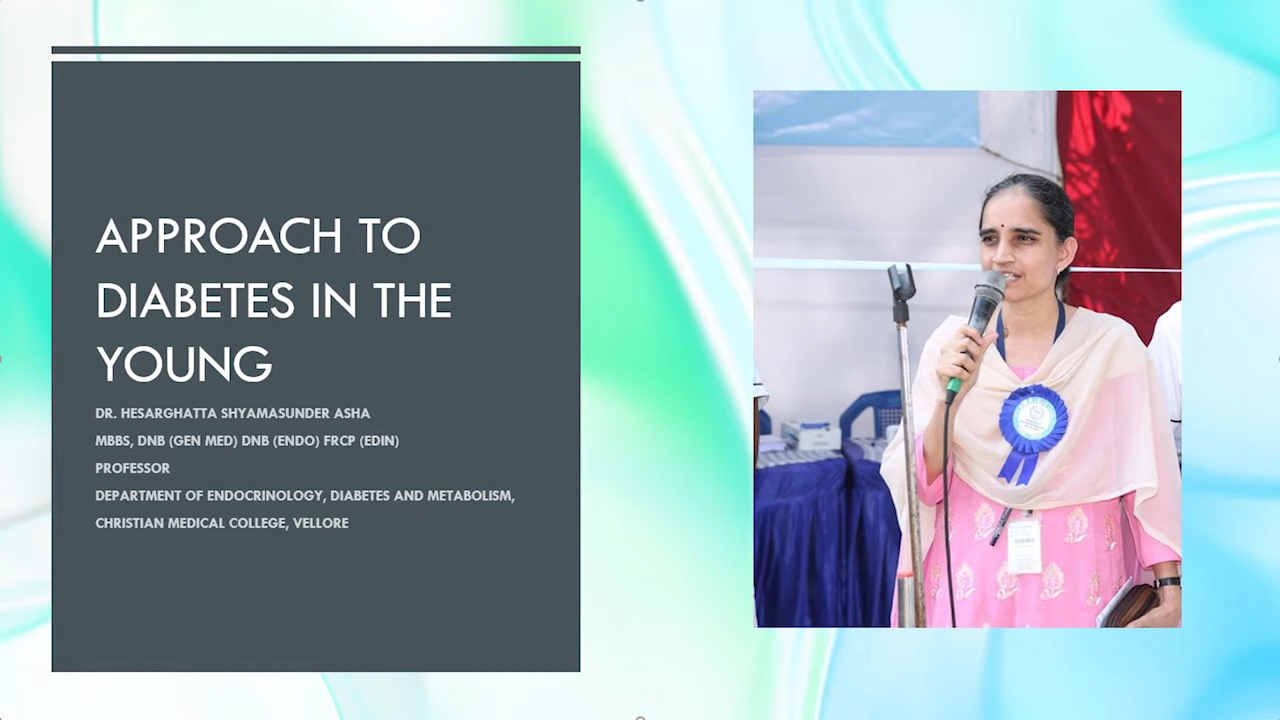 APPROACH TO
DIABETES IN THE
YOUNG
DR. HESARGHATTA SHYAMASUNDER ASHA
MBBS, DNB (GEN MED) DNB (ENDO) FRCP (EDIN)
PROFESSOR
DEPARTMENT OF ENDOCRINOLOGY, DIABETES AND METABOLISM,
CHRISTIAN MEDICAL COLLEGE, VELLORE